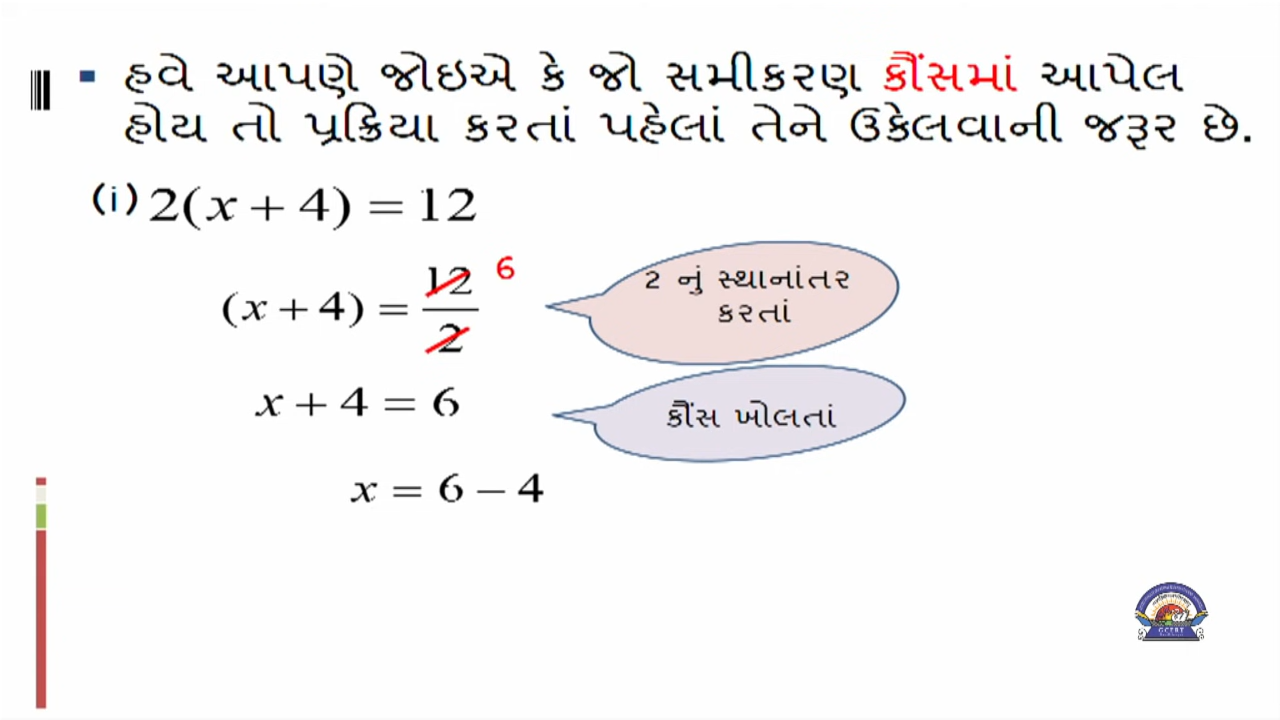 હવે આપણે જોઇએ કે જો સમીકરણ કૌંસમાં આપેલ
હોય તો પ્રક્રિયા કરતાં પહેલાં તેને ઉકેલવાની જરૂર છે.
(i) 2(x + 4) = 12
(x + 4) = 12/2 6
2 નું સ્થાનાંતર
કરતાં
x + 4 = 6
કૌંસ ખોલતાં
x = 6 − 4
GCERT